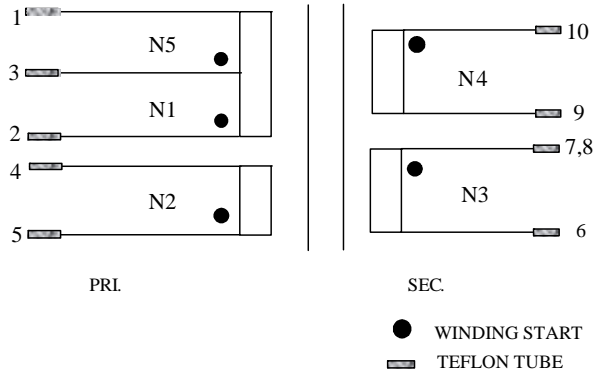 1
N5
3
N1
2
4
N2
5
PRI.
10
N4
9
7,8
N3
6
SEC.
WINDING START
TEFLON TUBE